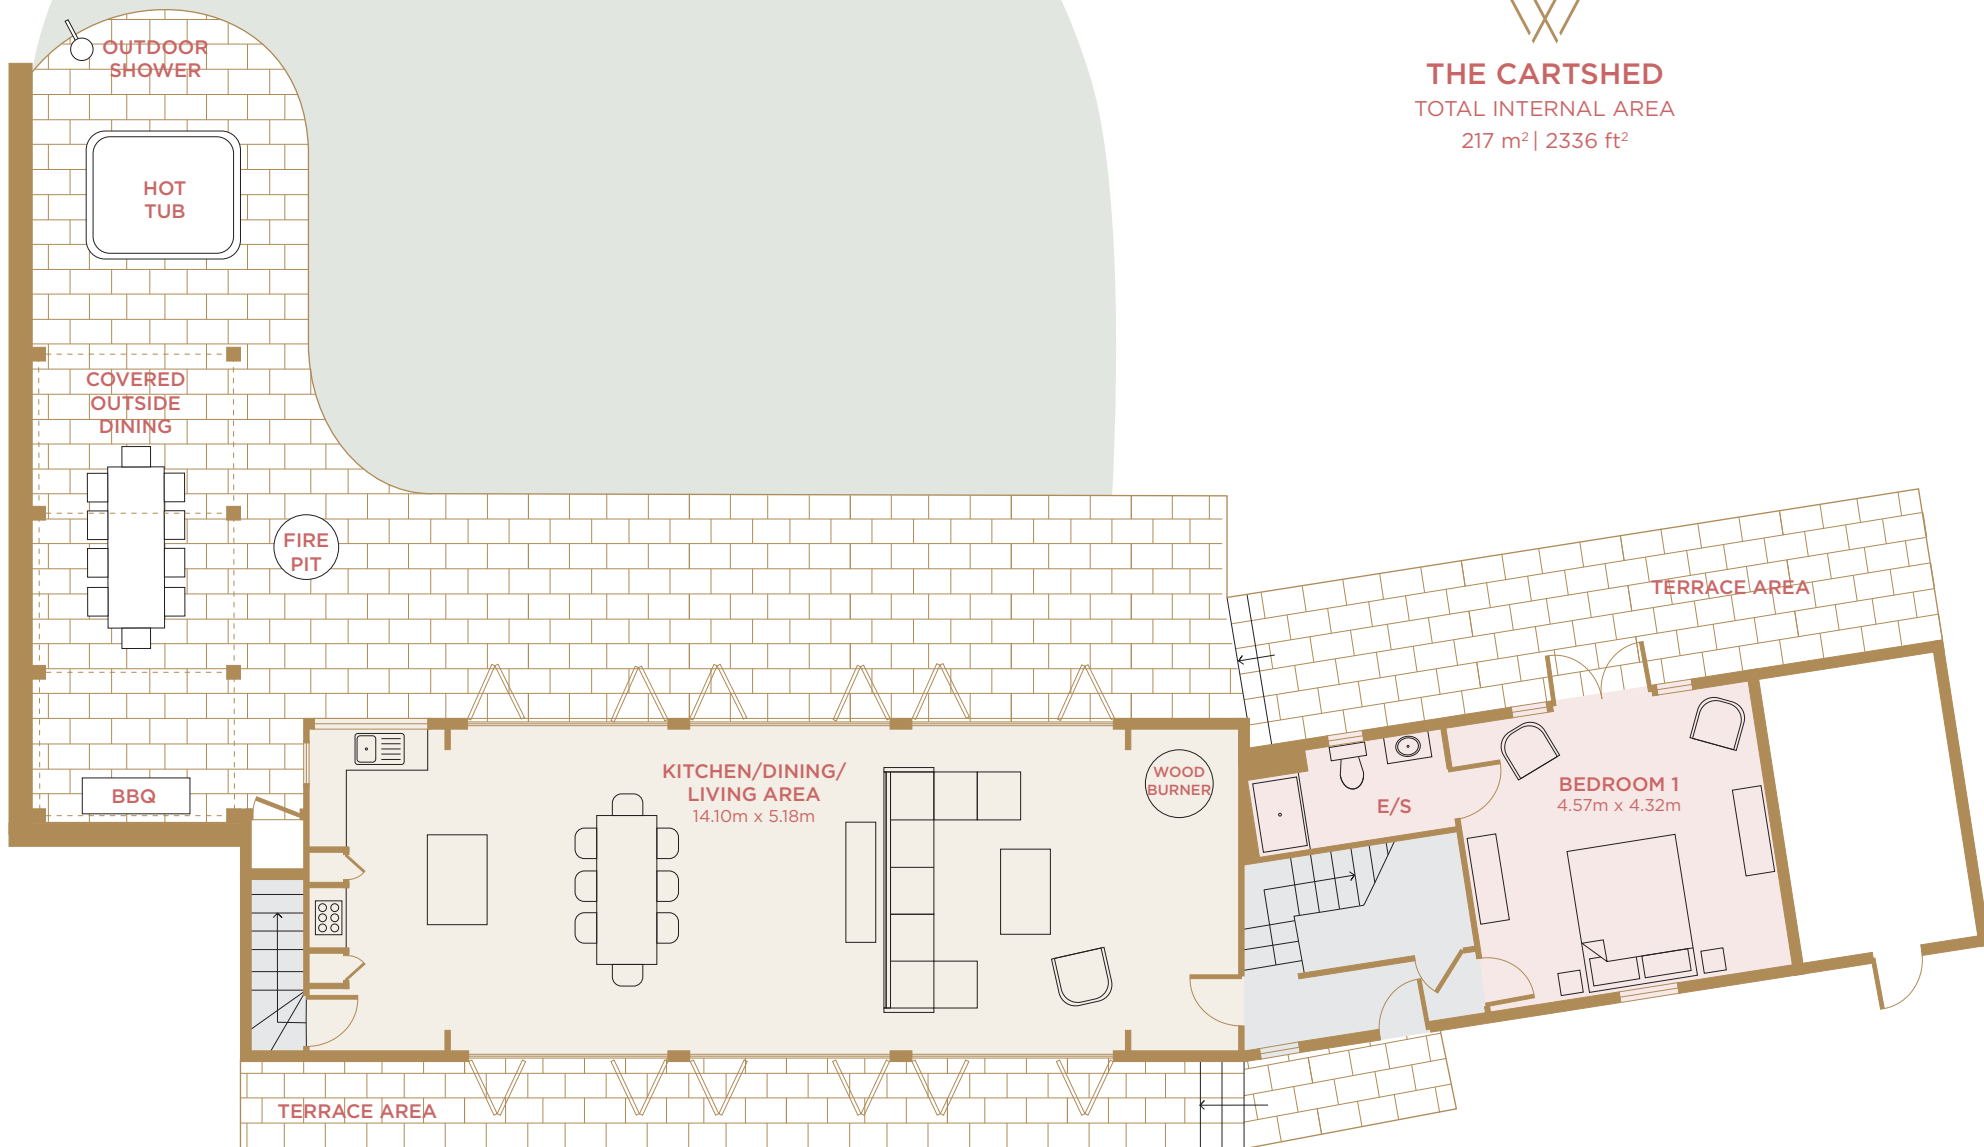 THE CARTSHED
TOTAL INTERNAL AREA
217 m² | 2336 ft²
OUTDOOR
SHOWER
HOT
TUB
COVERED
OUTSIDE
DINING
FIRE
PIT
BBQ
KITCHEN/DINING/
LIVING AREA
14.10m x 5.18m
WOOD
BURNER
TERRACE AREA
E/S
BEDROOM 1
4.57m x 4.32m
TERRACE AREA